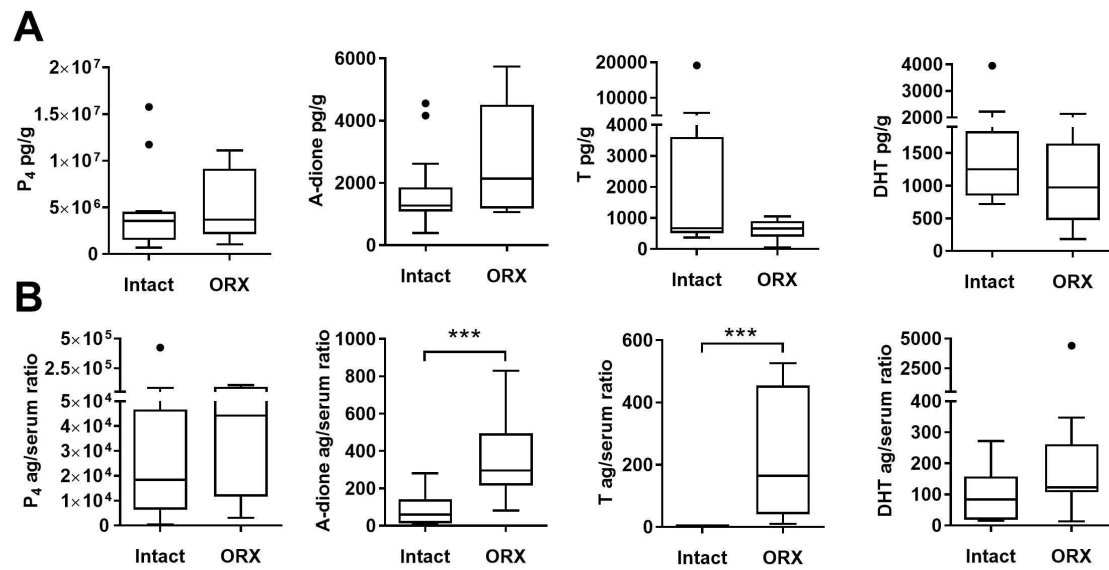 A
P₄ pg/g
2×10⁷
1.5×10⁷
1×10⁷
5×10⁶
0
Intact
ORX
A-dione pg/g
6000
4000
2000
0
Intact
ORX
T pg/g
20000
10000
4000
3000
2000
1000
0
Intact
ORX
DHT pg/g
4000
3000
2000
1500
1000
500
0
Intact
ORX
B
P₄ ag/serum ratio
5×10⁵
2.5×10⁵
5×10⁴
4×10⁴
3×10⁴
2×10⁴
1×10⁴
0
Intact
ORX
A-dione ag/serum ratio
1000
800
600
400
200
0
***
Intact
ORX
T ag/serum ratio
600
400
200
0
***
Intact
ORX
DHT ag/serum ratio
5000
2500
400
300
200
100
0
Intact
ORX